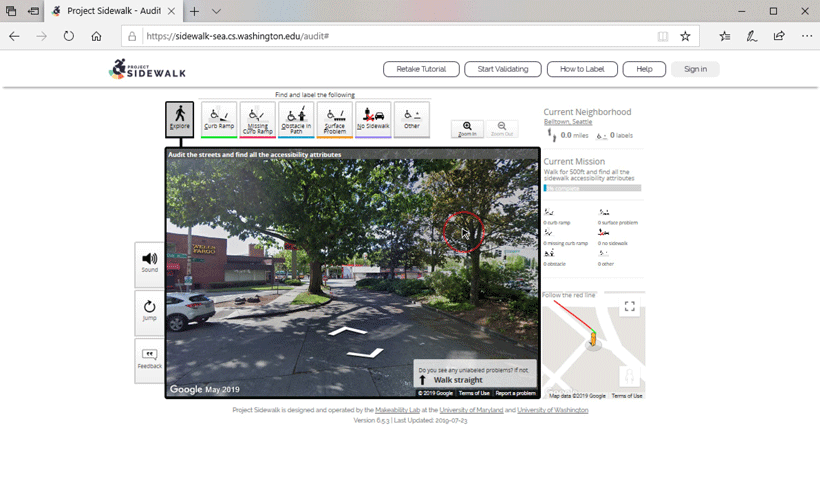 Project Sidewalk - Audit
https://sidewalk-sea.cs.washington.edu/audit#
PROJECT
SIDEWALK
Retake Tutorial
Start Validating
How to Label
Help
Sign in
Find and label the following
Explore
Curb Ramp
Missing
Curb Ramp
Obstacle in
Path
Surface
Problem
No Sidewalk
Other
Zoom In
Zoom Out
Current Neighborhood
Belltown, Seattle
0.0 miles
0 labels
Audit the streets and find all the accessibility attributes
Current Mission
Walk for 500ft and find all the
sidewalk accessibility attributes
0% complete
0 curb ramp
0 surface problem
0 missing curb ramp
0 no sidewalk
0 obstacle
0 other
WELLS
FARGO
Sound
Jump
Feedback
Follow the red line
Do you see any unlabeled problems? If not,
Walk straight
Google May 2019
© 2019 Google
Terms of Use
Report a problem
Map data ©2019 Google
Terms of Use
Project Sidewalk is designed and operated by the Makeability Lab at the University of Maryland and University of Washington
Version 6.5.3 | Last Updated: 2019-07-23